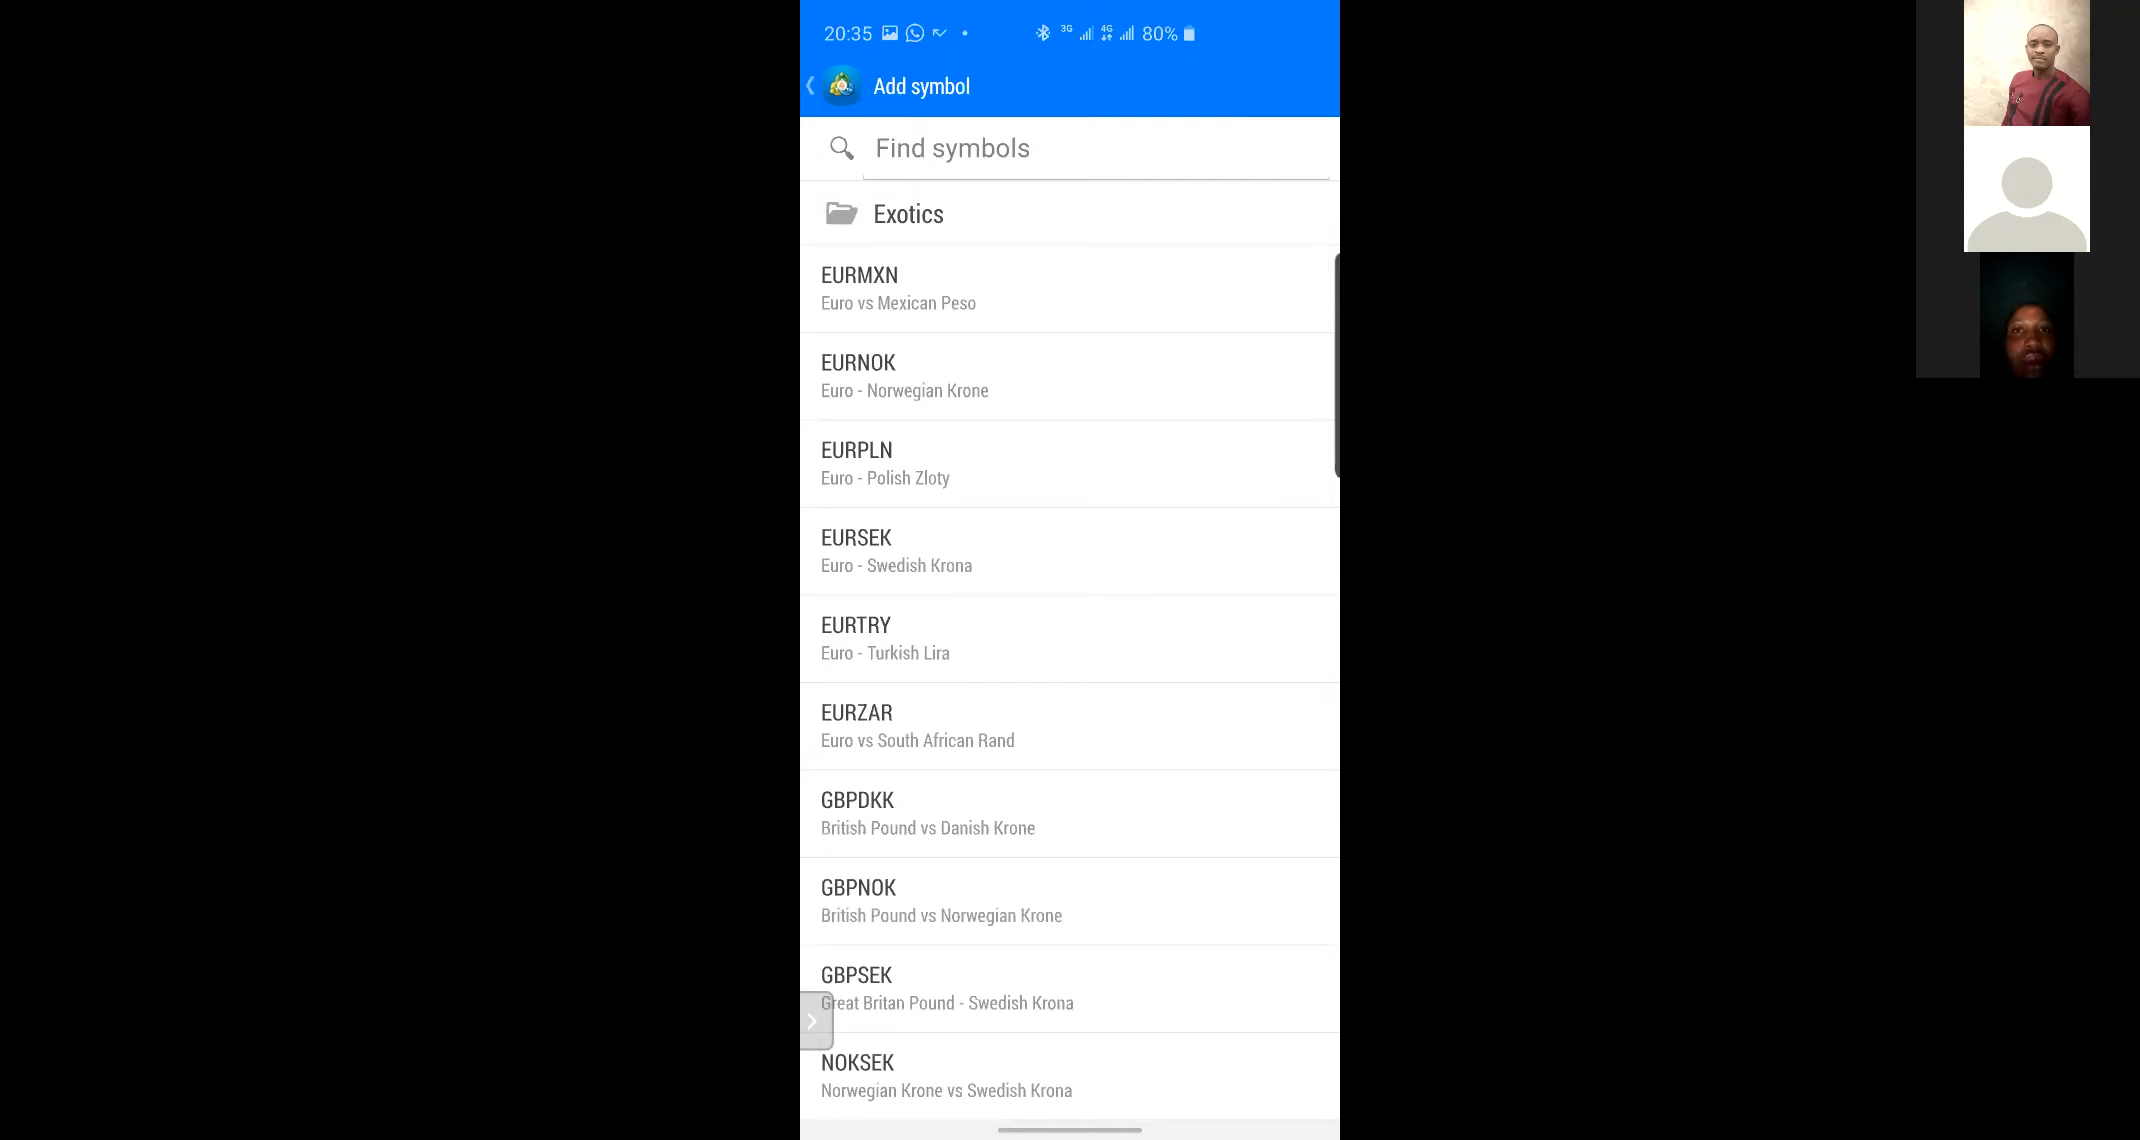 20:35 3G 4G 80%
Add symbol
Find symbols
Exotics
EURMXN
Euro vs Mexican Peso
EURNOK
Euro - Norwegian Krone
EURPLN
Euro - Polish Zloty
EURSEK
Euro - Swedish Krona
EURTRY
Euro - Turkish Lira
EURZAR
Euro vs South African Rand
GBPDKK
British Pound vs Danish Krone
GBPNOK
British Pound vs Norwegian Krone
GBPSEK
Great Britan Pound - Swedish Krona
NOKSEK
Norwegian Krone vs Swedish Krona